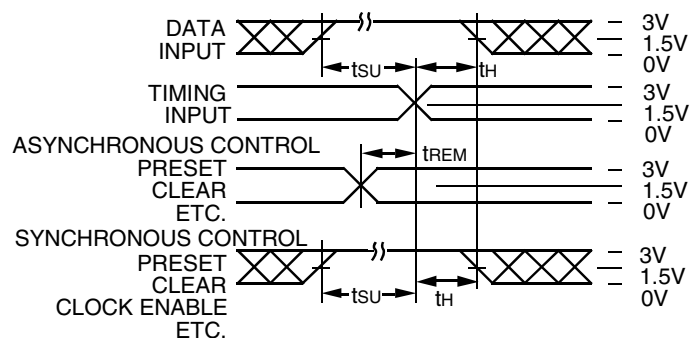 DATA INPUT
3V
1.5V
0V
tSU
tH
TIMING INPUT
3V
1.5V
0V
ASYNCHRONOUS CONTROL
PRESET
CLEAR
ETC.
tREM
3V
1.5V
0V
SYNCHRONOUS CONTROL
PRESET
CLEAR
CLOCK ENABLE
ETC.
tSU
tH
3V
1.5V
0V